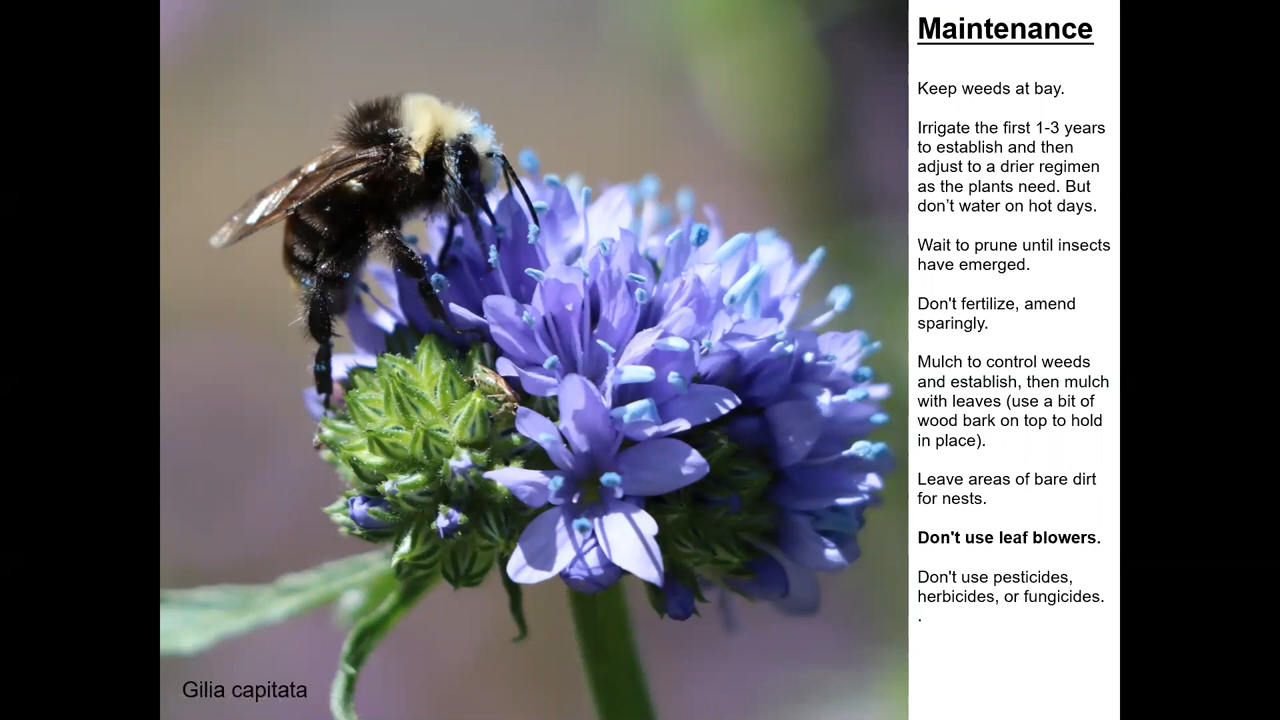 Maintenance
Keep weeds at bay.
Irrigate the first 1-3 years
to establish and then
adjust to a drier regimen
as the plants need. But
don’t water on hot days.
Wait to prune until insects
have emerged.
Don't fertilize, amend
sparingly.
Mulch to control weeds
and establish, then mulch
with leaves (use a bit of
wood bark on top to hold
in place).
Leave areas of bare dirt
for nests.
Don't use leaf blowers.
Don't use pesticides,
herbicides, or fungicides.
.
Gilia capitata